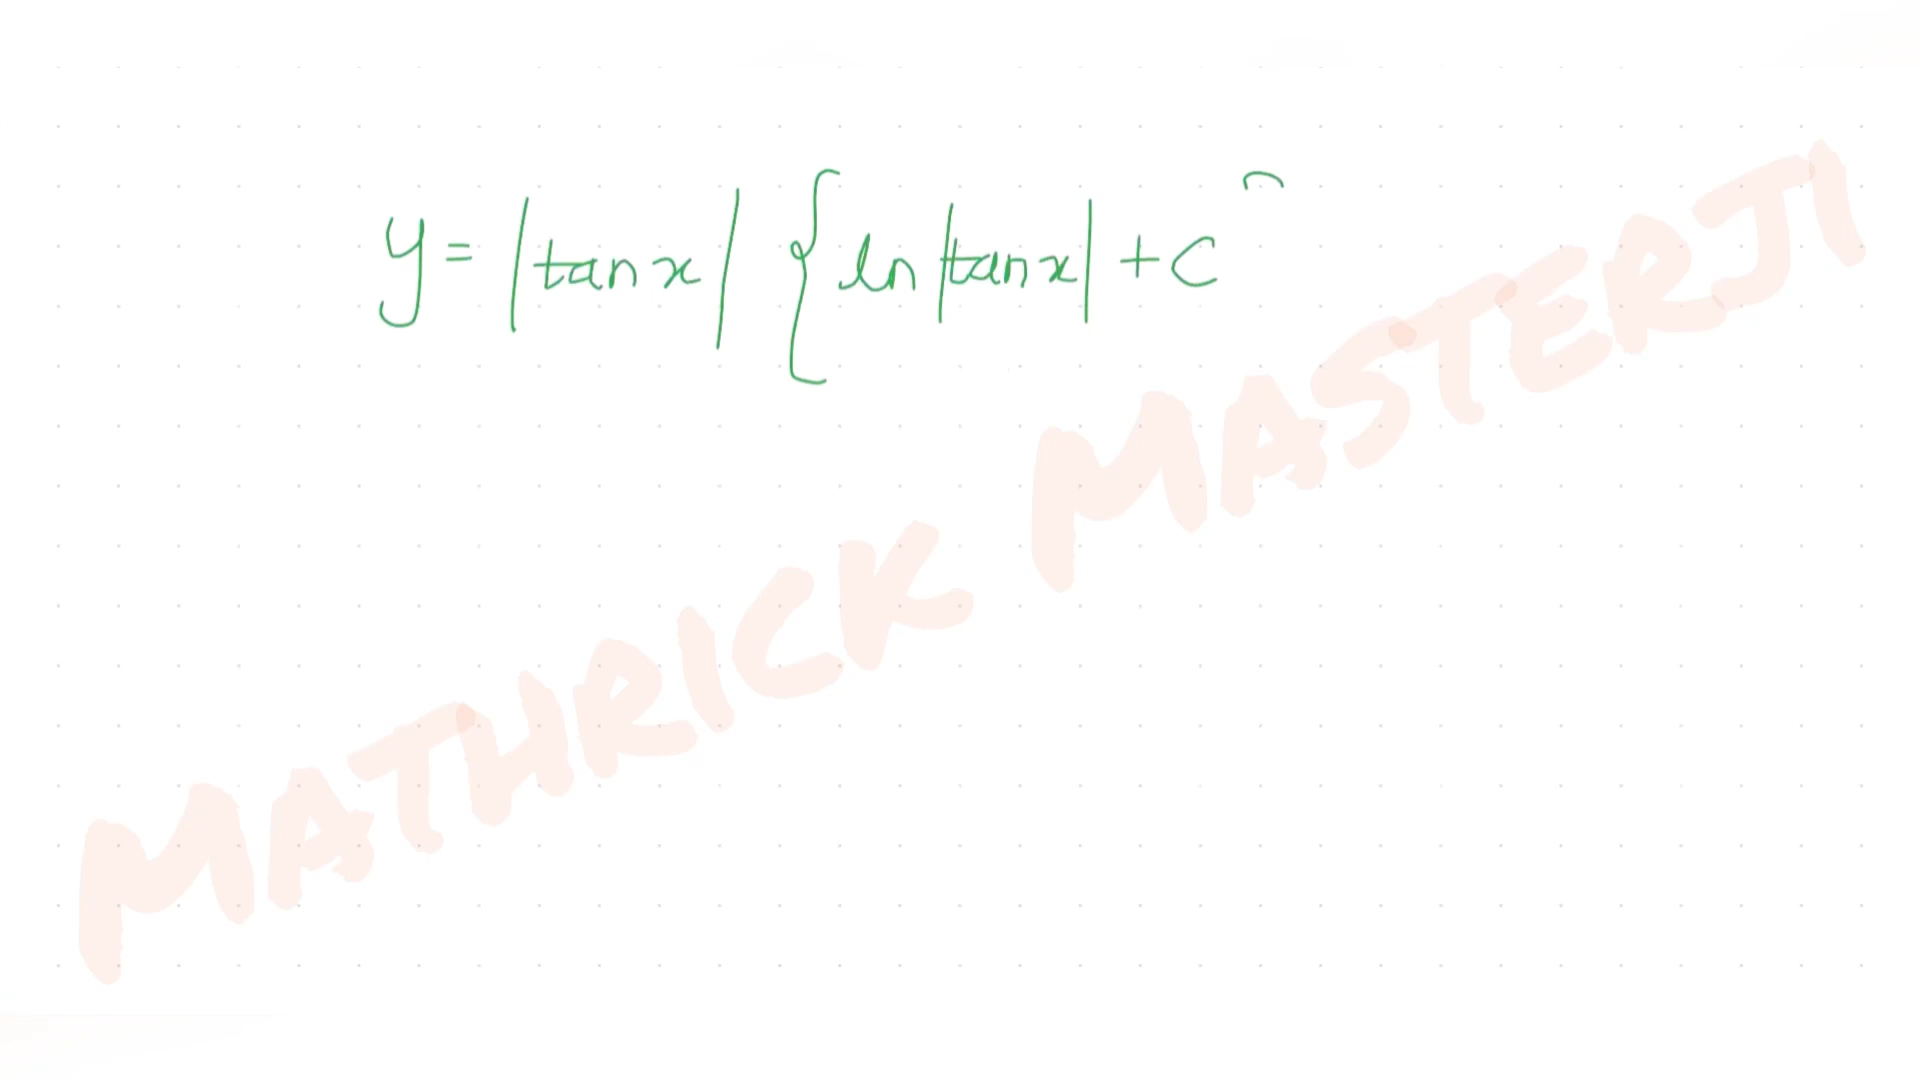 y = |tan x| { ln |tan x| + c
MATHRICK MASTERJI